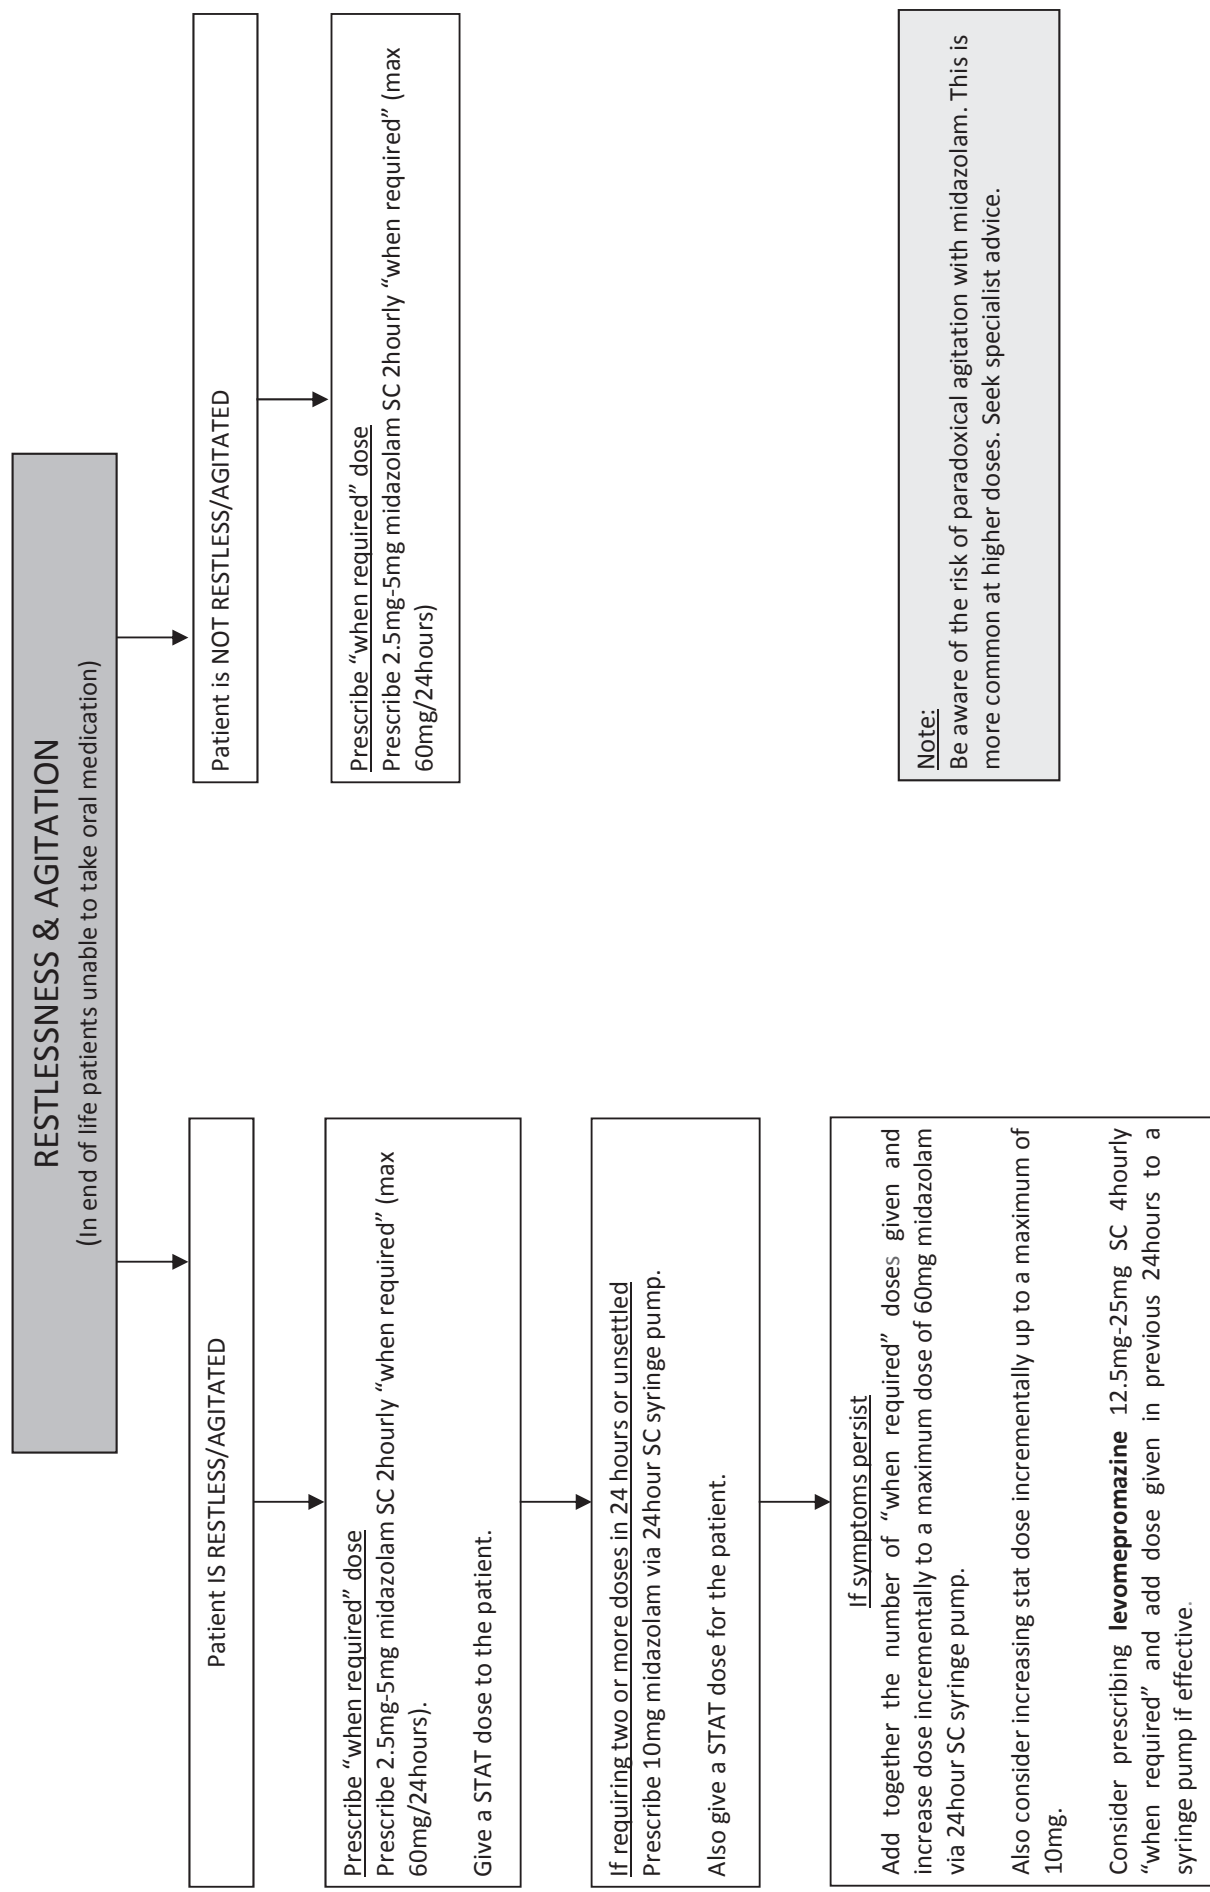 RESTLESSNESS & AGITATION
(In end of life patients unable to take oral medication)
Patient IS RESTLESS/AGITATED
Prescribe “when required” dose
Prescribe 2.5mg-5mg midazolam SC 2hourly “when required” (max
60mg/24hours).
Give a STAT dose to the patient.
If requiring two or more doses in 24 hours or unsettled
Prescribe 10mg midazolam via 24hour SC syringe pump.
Also give a STAT dose for the patient.
If symptoms persist
Add together the number of “when required” doses given and
increase dose incrementally to a maximum dose of 60mg midazolam
via 24hour SC syringe pump.
Also consider increasing stat dose incrementally up to a maximum of
10mg.
Consider prescribing levomepromazine 12.5mg-25mg SC 4hourly
“when required” and add dose given in previous 24hours to a
syringe pump if effective.
Patient is NOT RESTLESS/AGITATED
Prescribe “when required” dose
Prescribe 2.5mg-5mg midazolam SC 2hourly “when required” (max
60mg/24hours)
Note:
Be aware of the risk of paradoxical agitation with midazolam. This is
more common at higher doses. Seek specialist advice.